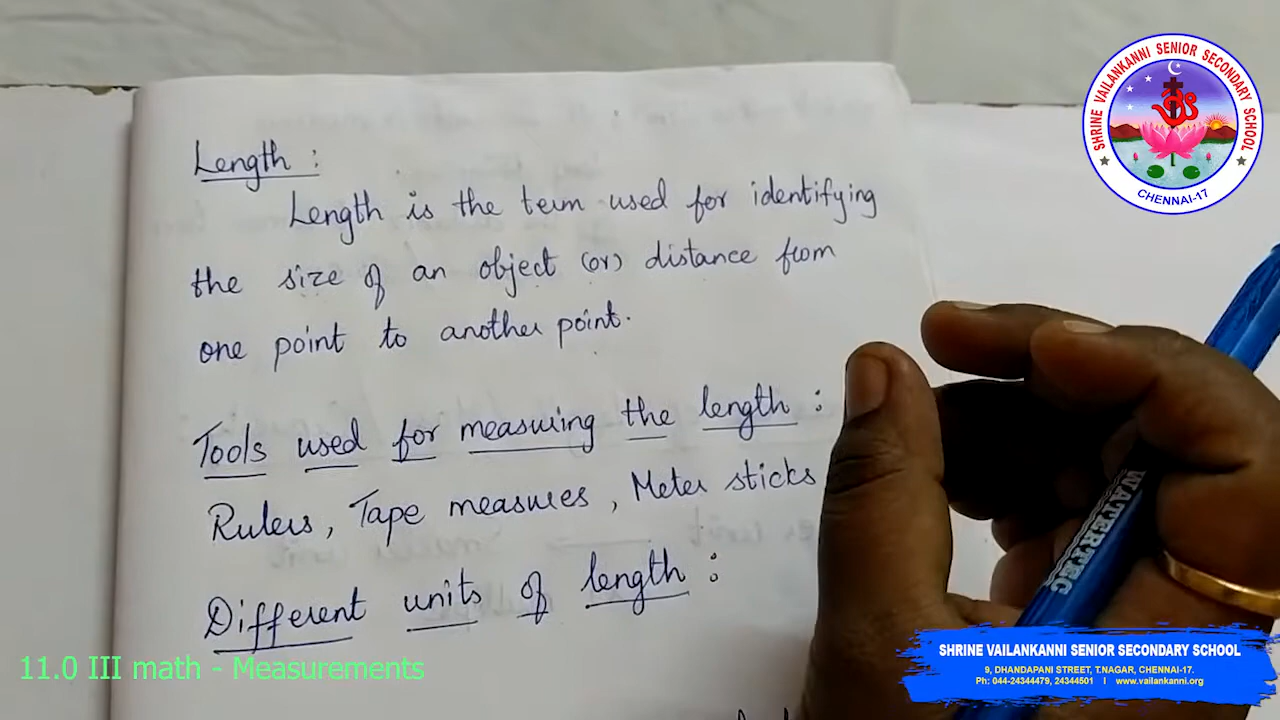 Length :
Length is the term used for identifying
the size of an object (or) distance from
one point to another point.
Tools used for measuring the length :
Rulers, Tape measures, Meter sticks
Different units of length :
11.0 III math - Measurements
SHRINE VAILANKANNI SENIOR SECONDARY SCHOOL
CHENNAI-17
WATERTEC
SHRINE VAILANKANNI SENIOR SECONDARY SCHOOL
9, DHANDAPANI STREET, T.NAGAR, CHENNAI-17.
Ph: 044-24344479, 24344501 I www.vailankanni.org